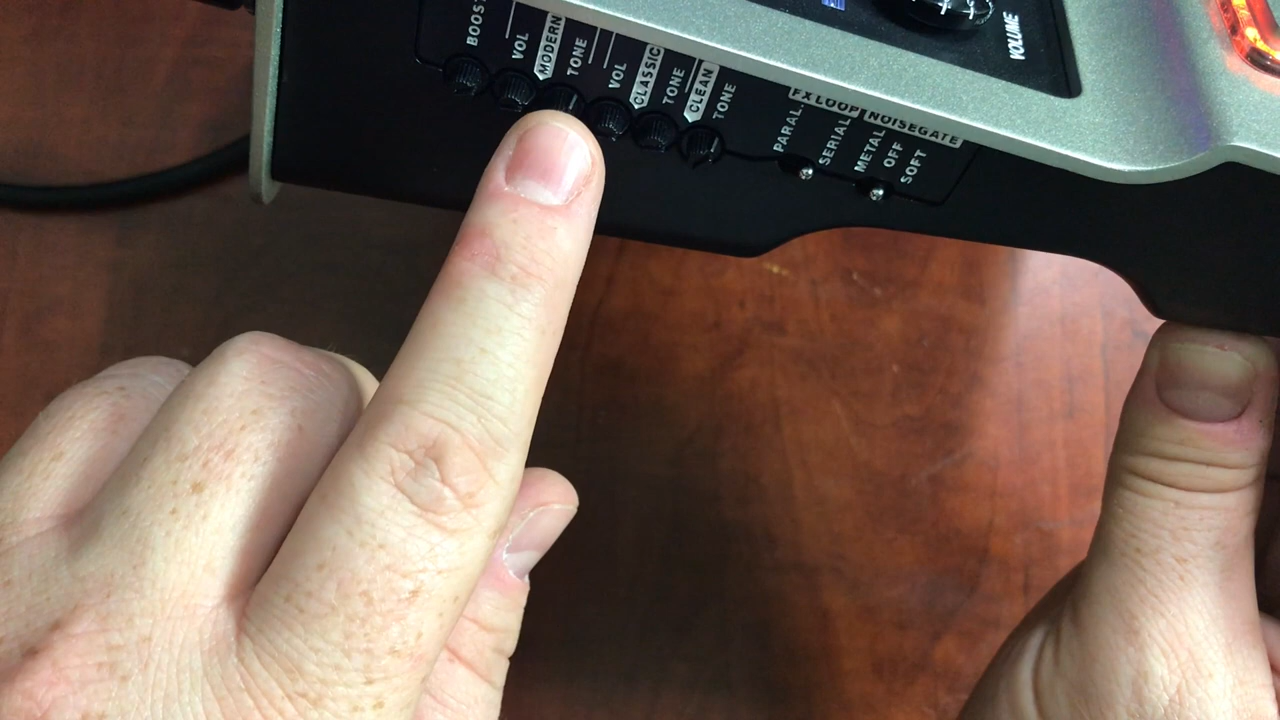 BOOST
VOL
MODERN
TONE
VOL
CLASSIC
TONE
CLEAN
TONE
FX LOOP
PARAL.
SERIAL
NOISEGATE
METAL
OFF
SOFT
VOLUME